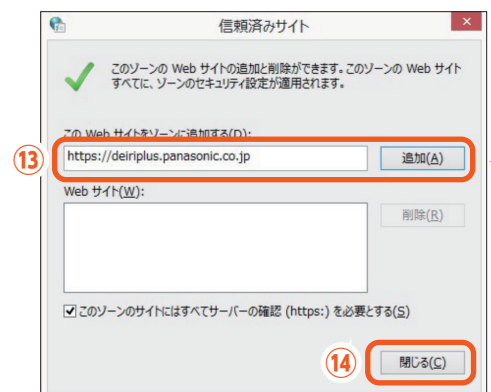 信頼済みサイト
このゾーンの Web サイトの追加と削除ができます。このゾーンの Web サイト
すべてに、ゾーンのセキュリティ設定が適用されます。
この Web サイトをゾーンに追加する(D):
⑬
https://deiriplus.panasonic.co.jp
追加(A)
Web サイト(W):
削除(R)
このゾーンのサイトにはすべてサーバーの確認 (https:) を必要とする(S)
⑭
閉じる(C)